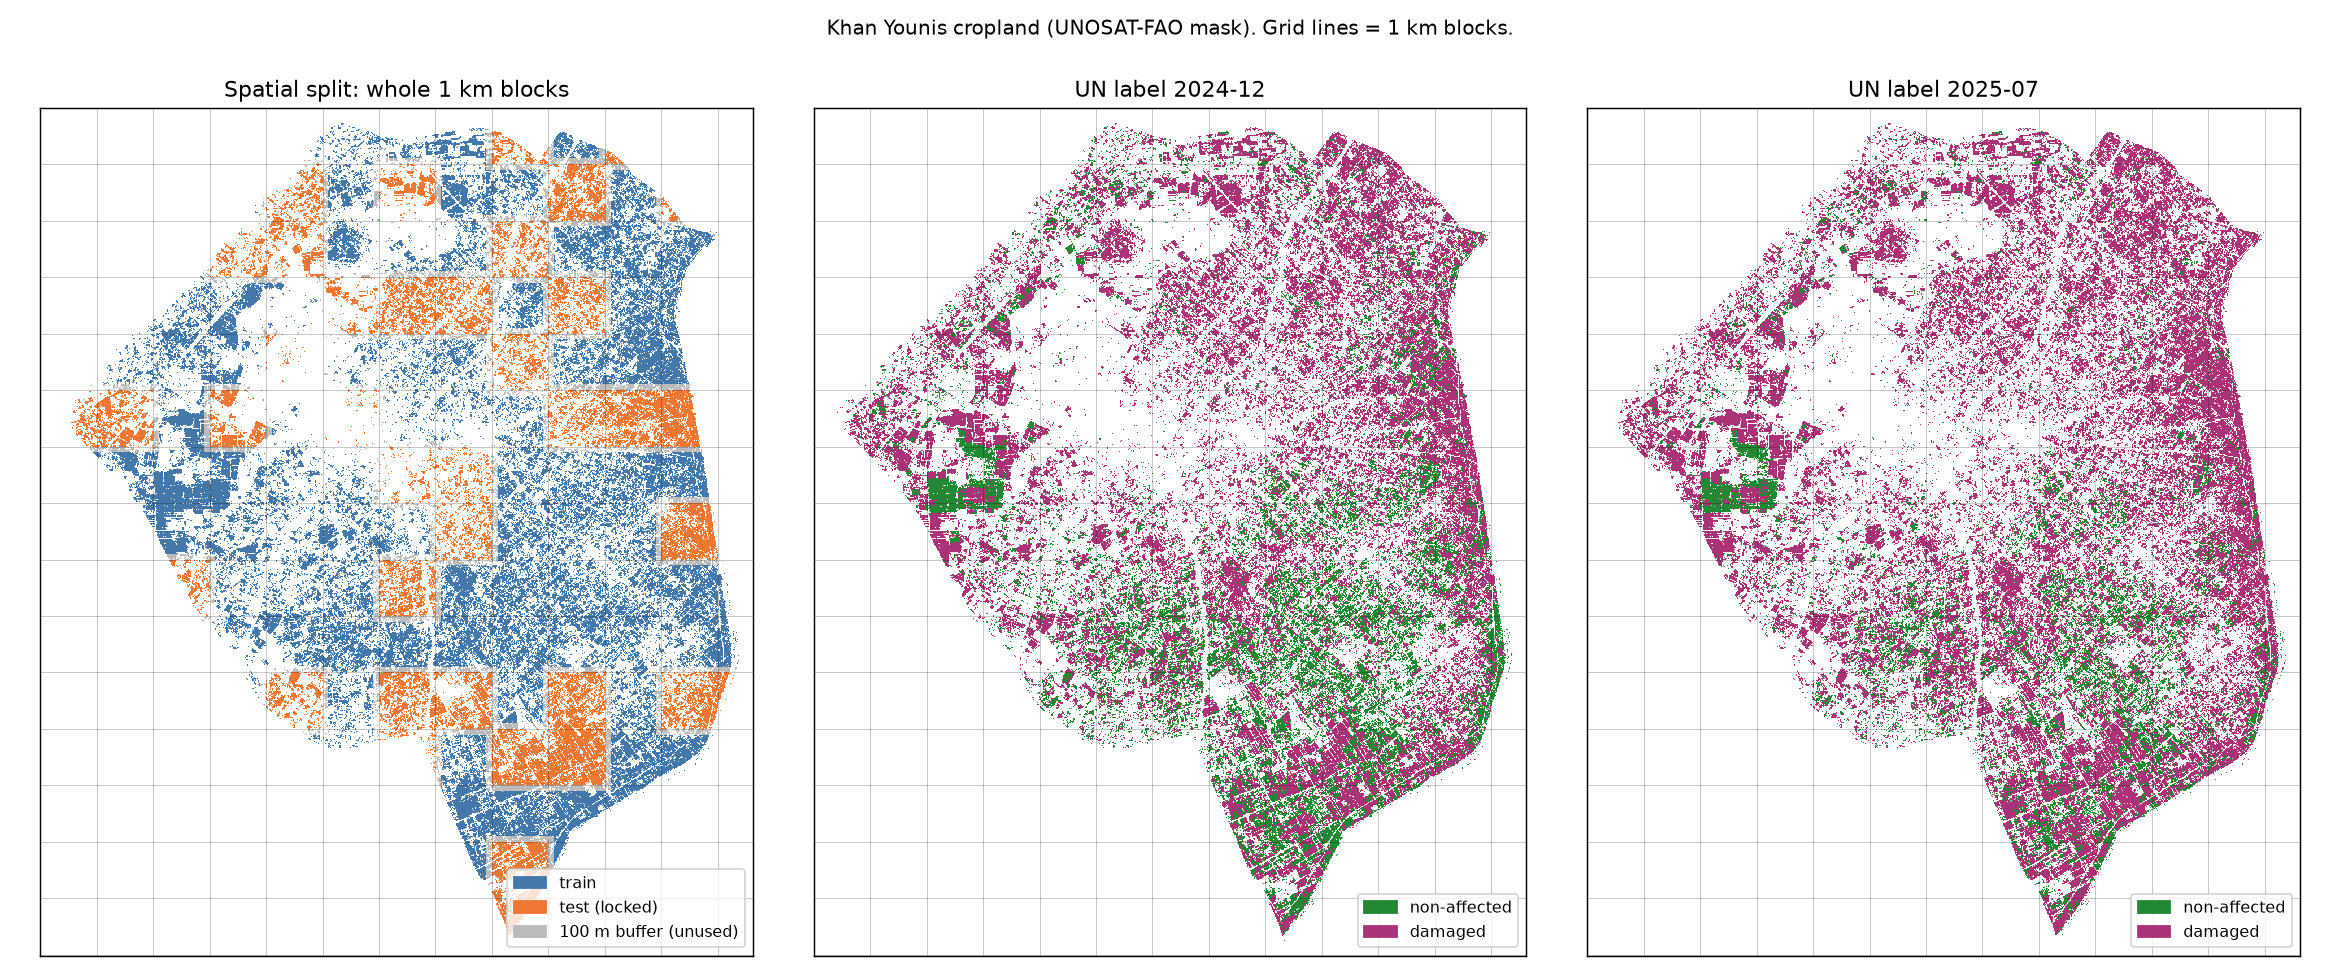 Khan Younis cropland (UNOSAT-FAO mask). Grid lines = 1 km blocks.
Spatial split: whole 1 km blocks
train
test (locked)
100 m buffer (unused)
UN label 2024-12
non-affected
damaged
UN label 2025-07
non-affected
damaged